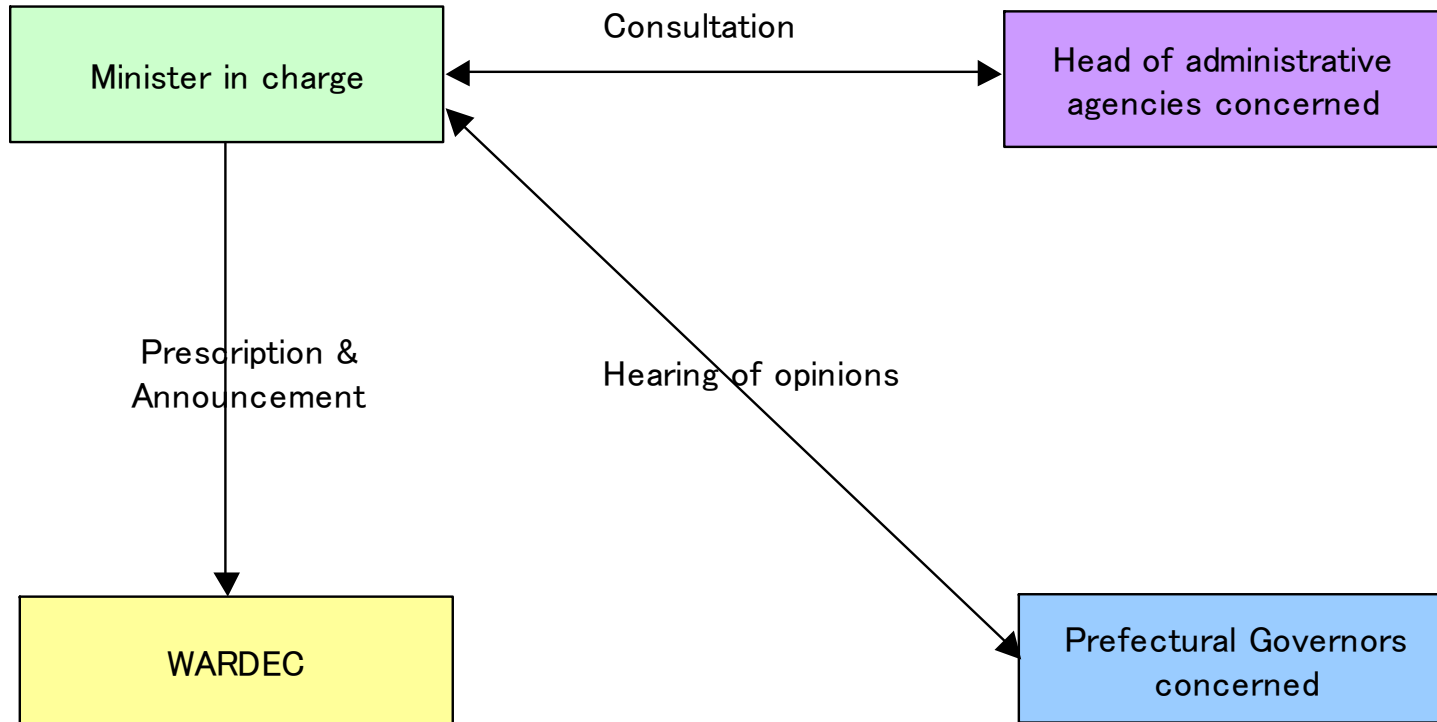 Consultation
Minister in charge
Head of administrative
agencies concerned
Prescription &
Announcement
Hearing of opinions
WARDEC
Prefectural Governors
concerned